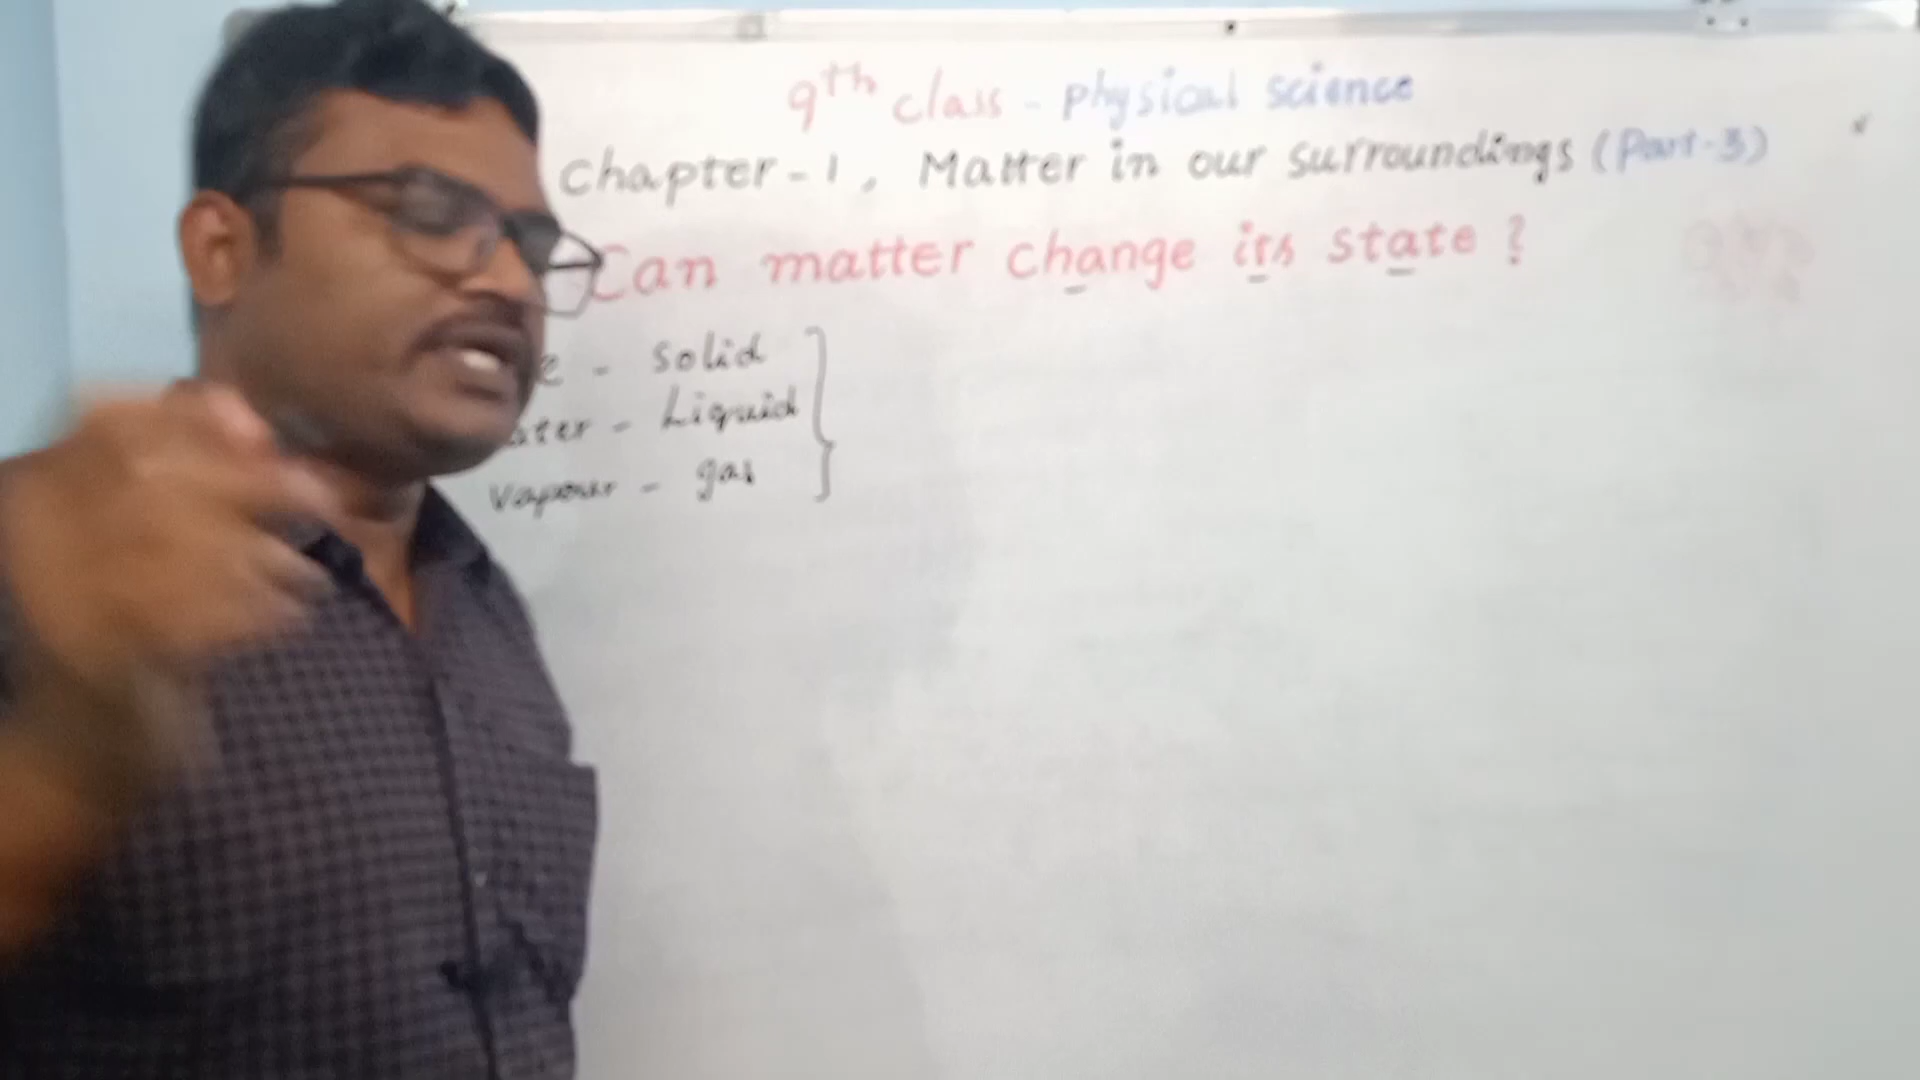 9th class - physical science
Chapter - 1, Matter in our surroundings (Part-3)
Can matter change its state ?
- Solid
- Liquid
vapour - gas